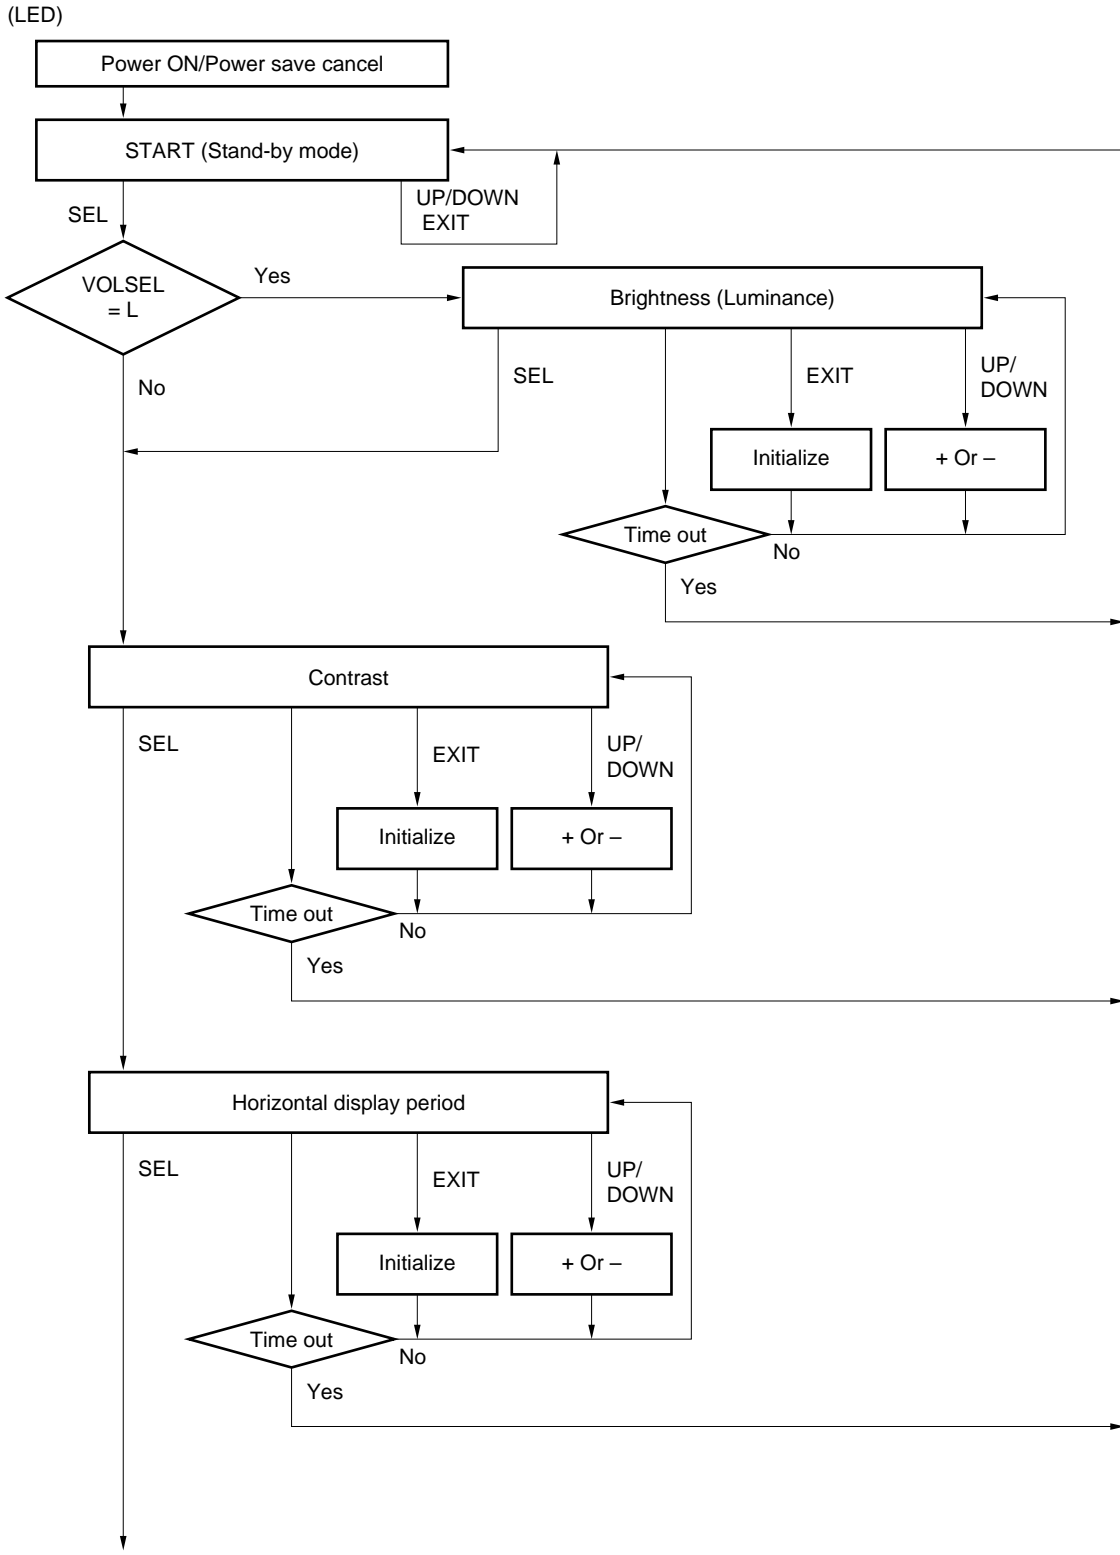 (LED)
Power ON/Power save cancel
START (Stand-by mode)
UP/DOWN
EXIT
SEL
VOLSEL
= L
Yes
No
Brightness (Luminance)
SEL
EXIT
UP/
DOWN
Initialize
+ Or –
Time out
No
Yes
Contrast
SEL
EXIT
UP/
DOWN
Initialize
+ Or –
Time out
No
Yes
Horizontal display period
SEL
EXIT
UP/
DOWN
Initialize
+ Or –
Time out
No
Yes